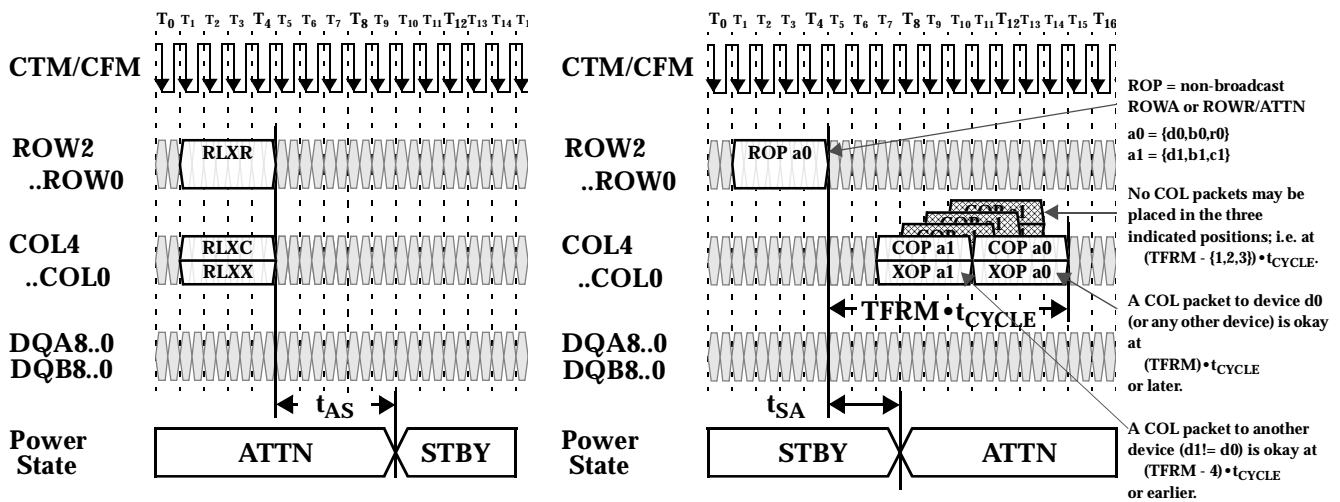 T0 T1 T2 T3 T4 T5 T6 T7 T8 T9 T10 T11 T12 T13 T14 T1
CTM/CFM
ROW2
..ROW0
RLXR
COL4
..COL0
RLXC
RLXX
DQA8..0
DQB8..0
tAS
Power
State
ATTN
STBY
T0 T1 T2 T3 T4 T5 T6 T7 T8 T9 T10 T11 T12 T13 T14 T15 T16
CTM/CFM
ROW2
..ROW0
ROP a0
COL4
..COL0
COP a1
COP a1
COP a1
COP a1
COP a0
XOP a1
XOP a0
TFRM•tCYCLE
DQA8..0
DQB8..0
tSA
Power
State
STBY
ATTN
ROP = non-broadcast
ROWA or ROWR/ATTN
a0 = {d0,b0,r0}
a1 = {d1,b1,c1}
No COL packets may be
placed in the three
indicated positions; i.e. at
(TFRM - {1,2,3})•tCYCLE.
A COL packet to device d0
(or any other device) is okay
at
(TFRM)•tCYCLE
or later.
A COL packet to another
device (d1!= d0) is okay at
(TFRM - 4)•tCYCLE
or earlier.